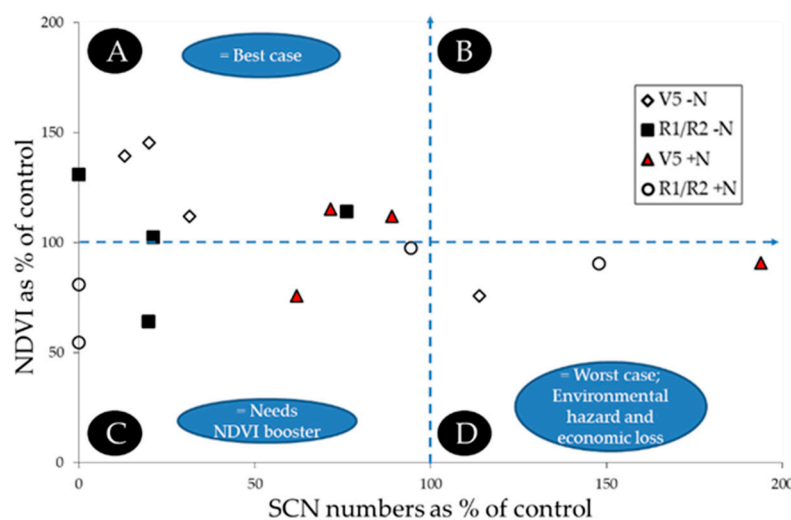 200
A
= Best case
B
V5 -N
R1/R2 -N
V5 +N
R1/R2 +N
150
100
50
0
NDVI as % of control
C
= Needs
NDVI booster
D
= Worst case;
Environmental
hazard and
economic loss
0
50
100
150
200
SCN numbers as % of control